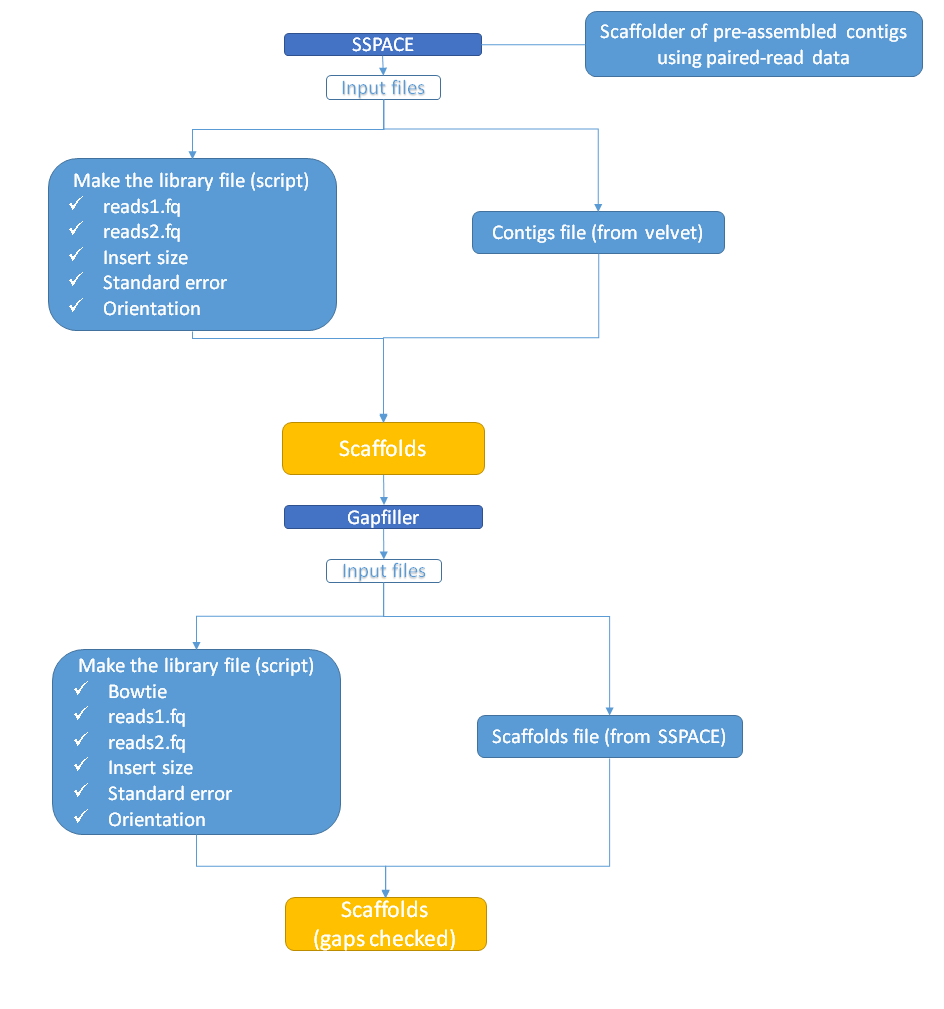 SSPACE
Scaffolder of pre-assembled contigs
using paired-read data
Input files
Make the library file (script)
✓ reads1.fq
✓ reads2.fq
✓ Insert size
✓ Standard error
✓ Orientation
Contigs file (from velvet)
Scaffolds
Gapfiller
Input files
Make the library file (script)
✓ Bowtie
✓ reads1.fq
✓ reads2.fq
✓ Insert size
✓ Standard error
✓ Orientation
Scaffolds file (from SSPACE)
Scaffolds
(gaps checked)